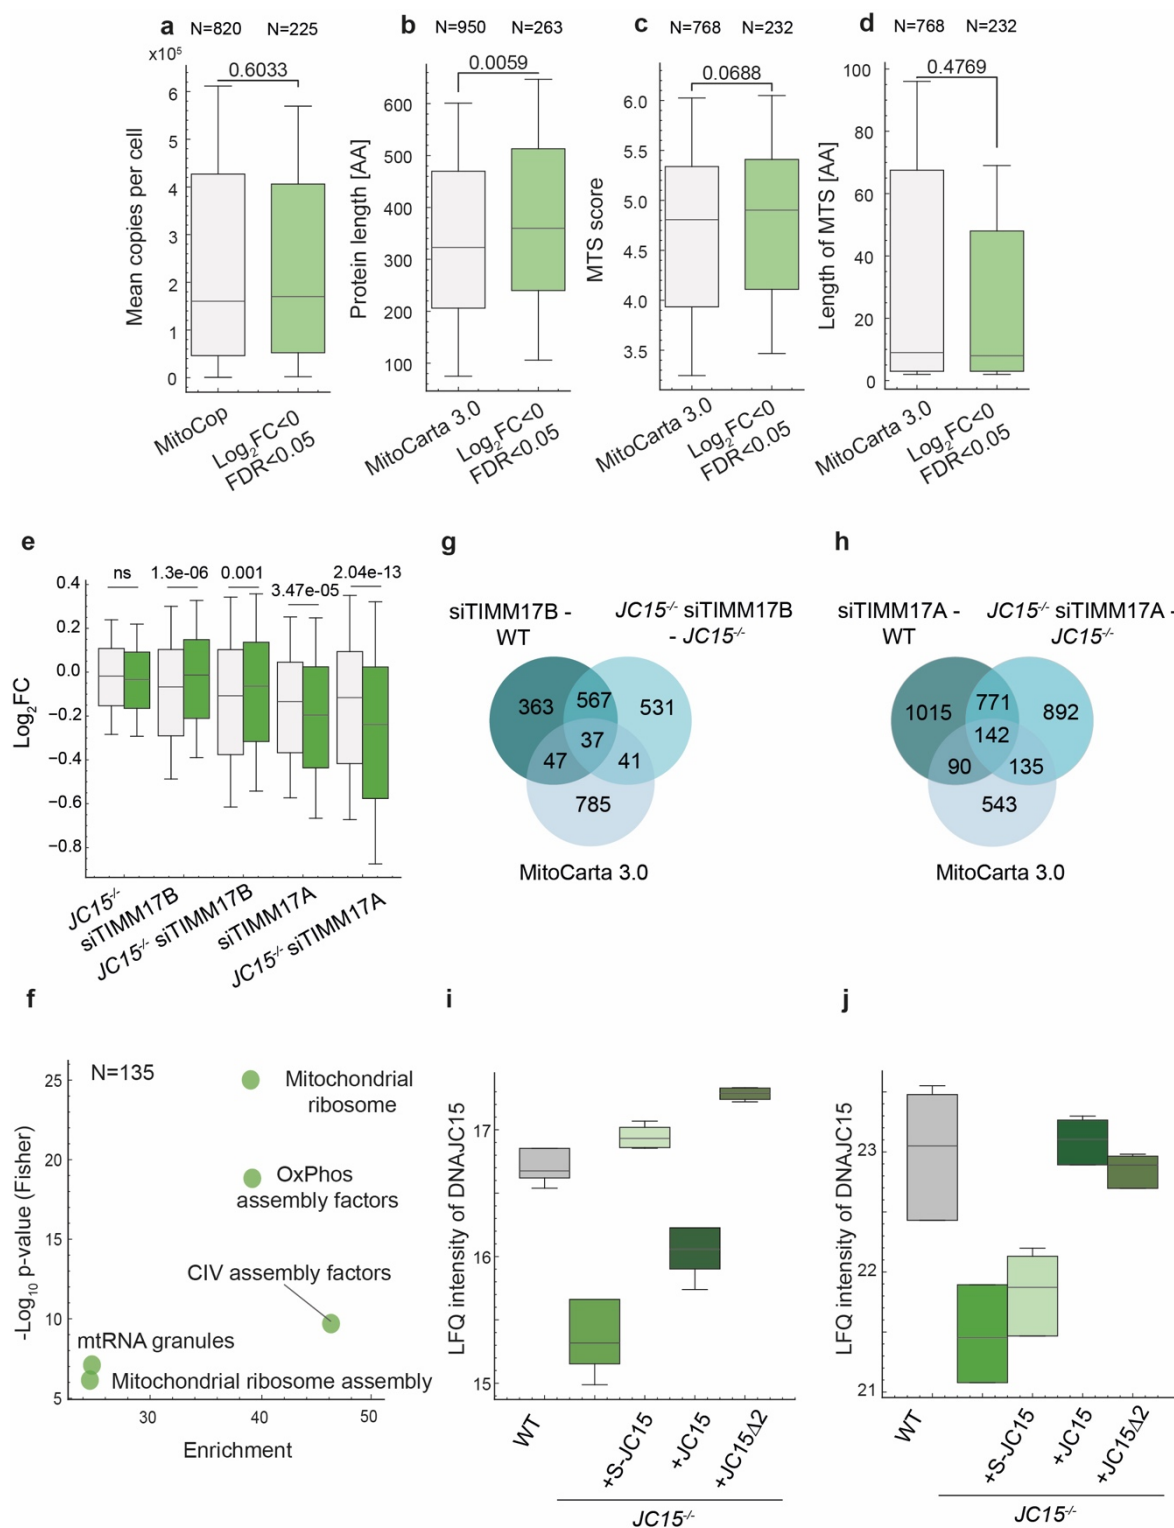 a
N=820 N=225
x10⁵
0.6033
6
5
4
3
2
1
0
Mean copies per cell
MitoCop
Log₂FC<0
FDR<0.05
b
N=950 N=263
0.0059
600
500
400
300
200
100
Protein length [AA]
MitoCarta 3.0
Log₂FC<0
FDR<0.05
c
N=768 N=232
0.0688
6.0
5.5
5.0
4.5
4.0
3.5
MTS score
MitoCarta 3.0
Log₂FC<0
FDR<0.05
d
N=768 N=232
0.4769
100
80
60
40
20
0
Length of MTS [AA]
MitoCarta 3.0
Log₂FC<0
FDR<0.05
e
ns 1.3e-06 0.001 3.47e-05 2.04e-13
0.4
0.2
0.0
−0.2
−0.4
−0.6
−0.8
Log₂FC
JC15⁻/⁻
siTIMM17B
JC15⁻/⁻ siTIMM17B
siTIMM17A
JC15⁻/⁻ siTIMM17A
g
siTIMM17B -
WT
JC15⁻/⁻ siTIMM17B
- JC15⁻/⁻
363 567 531
37
47 41
785
MitoCarta 3.0
h
siTIMM17A -
WT
JC15⁻/⁻ siTIMM17A -
JC15⁻/⁻
1015 771 892
142
90 135
543
MitoCarta 3.0
f
N=135
25
20
15
10
5
-Log₁₀ p-value (Fisher)
Mitochondrial
ribosome
OxPhos
assembly factors
CIV assembly factors
mtRNA granules
Mitochondrial ribosome assembly
30 40 50
Enrichment
i
17
16
15
LFQ intensity of DNAJC15
WT
+S-JC15
+JC15
+JC15Δ2
JC15⁻/⁻
j
23
22
21
LFQ intensity of DNAJC15
WT
+S-JC15
+JC15
+JC15Δ2
JC15⁻/⁻